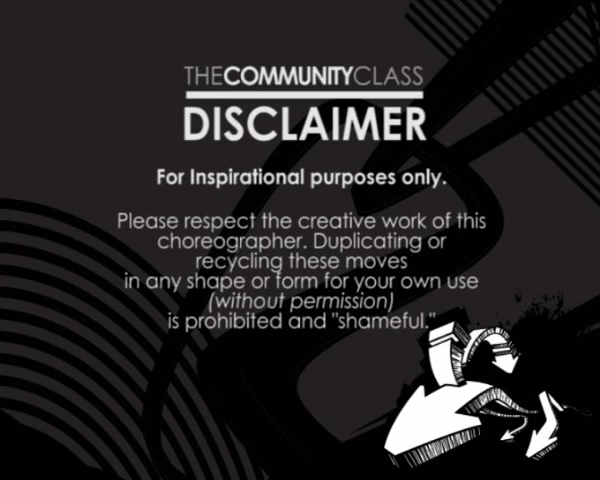 THECOMMUNITYCLASS
DISCLAIMER
For Inspirational purposes only.
Please respect the creative work of this
choreographer. Duplicating or
recycling these moves
in any shape or form for your own use
(without permission)
is prohibited and "shameful."